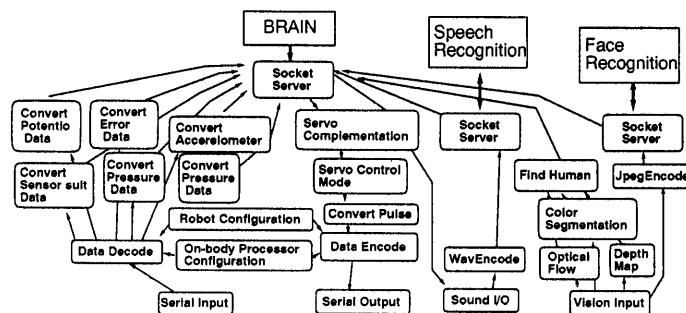 BRAIN
Speech
Recognition
Face
Recognition
Socket
Server
Convert
Potentio
Data
Convert
Error
Data
Convert
Accerelometer
Servo
Complementation
Socket
Server
Socket
Server
Convert
Sensor suit
Data
Convert
Pressure
Data
Convert
Pressure
Data
Servo Control
Mode
Find Human
JpegEncode
Robot Configuration
Convert Pulse
Color
Segmentation
Data Decode
On-body Processor
Configuration
Data Encode
WavEncode
Optical
Flow
Depth
Map
Serial Input
Serial Output
Sound I/O
Vision Input